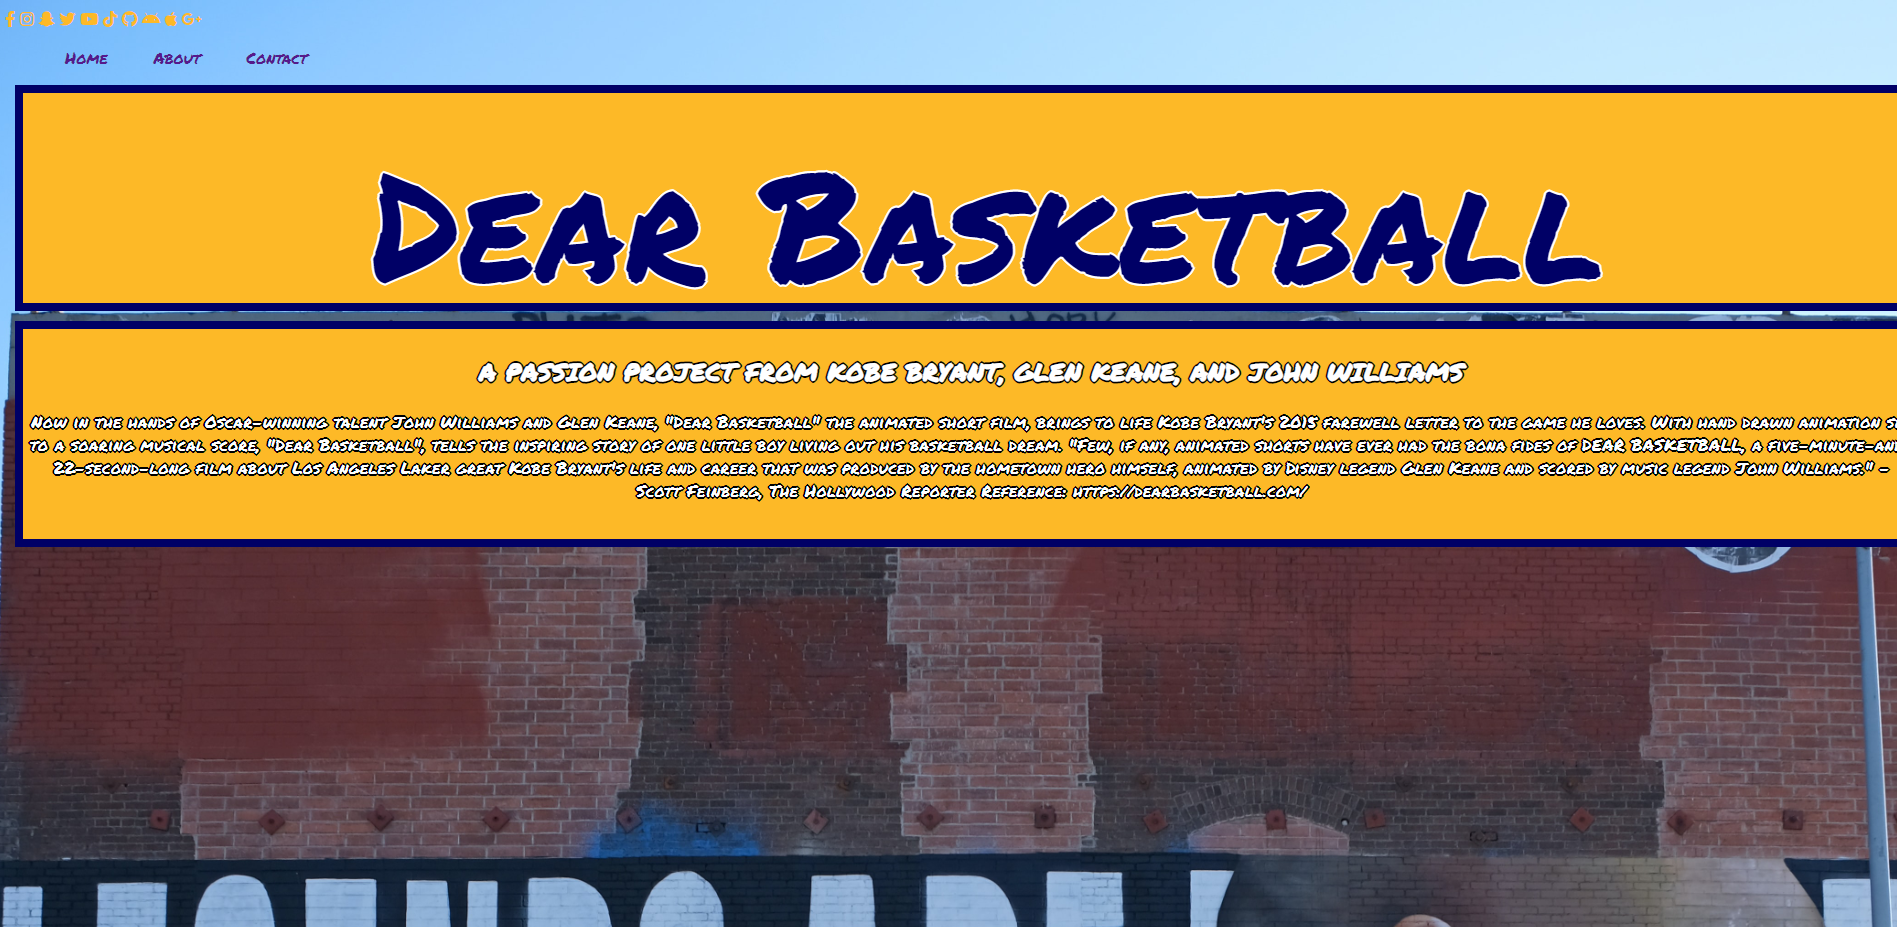 Home About Contact
Dear Basketball
A PASSION PROJECT FROM KOBE BRYANT, GLEN KEANE, AND JOHN WILLIAMS
Now in the hands of Oscar-winning talent John Williams and Glen Keane, "Dear Basketball" the animated short film, brings to life Kobe Bryant's 2015 farewell letter to the game he loves. With hand drawn animation
to a soaring musical score, "Dear Basketball", tells the inspiring story of one little boy living out his basketball dream. "Few, if any, animated shorts have ever had the bona fides of DEAR BASKETBALL, a five-minute-and
22-second-long film about Los Angeles Laker great Kobe Bryant's life and career that was produced by the hometown hero himself, animated by Disney legend Glen Keane and scored by music legend John Williams." -
Scott Feinberg, The Hollywood Reporter Reference: https://dearbasketball.com/